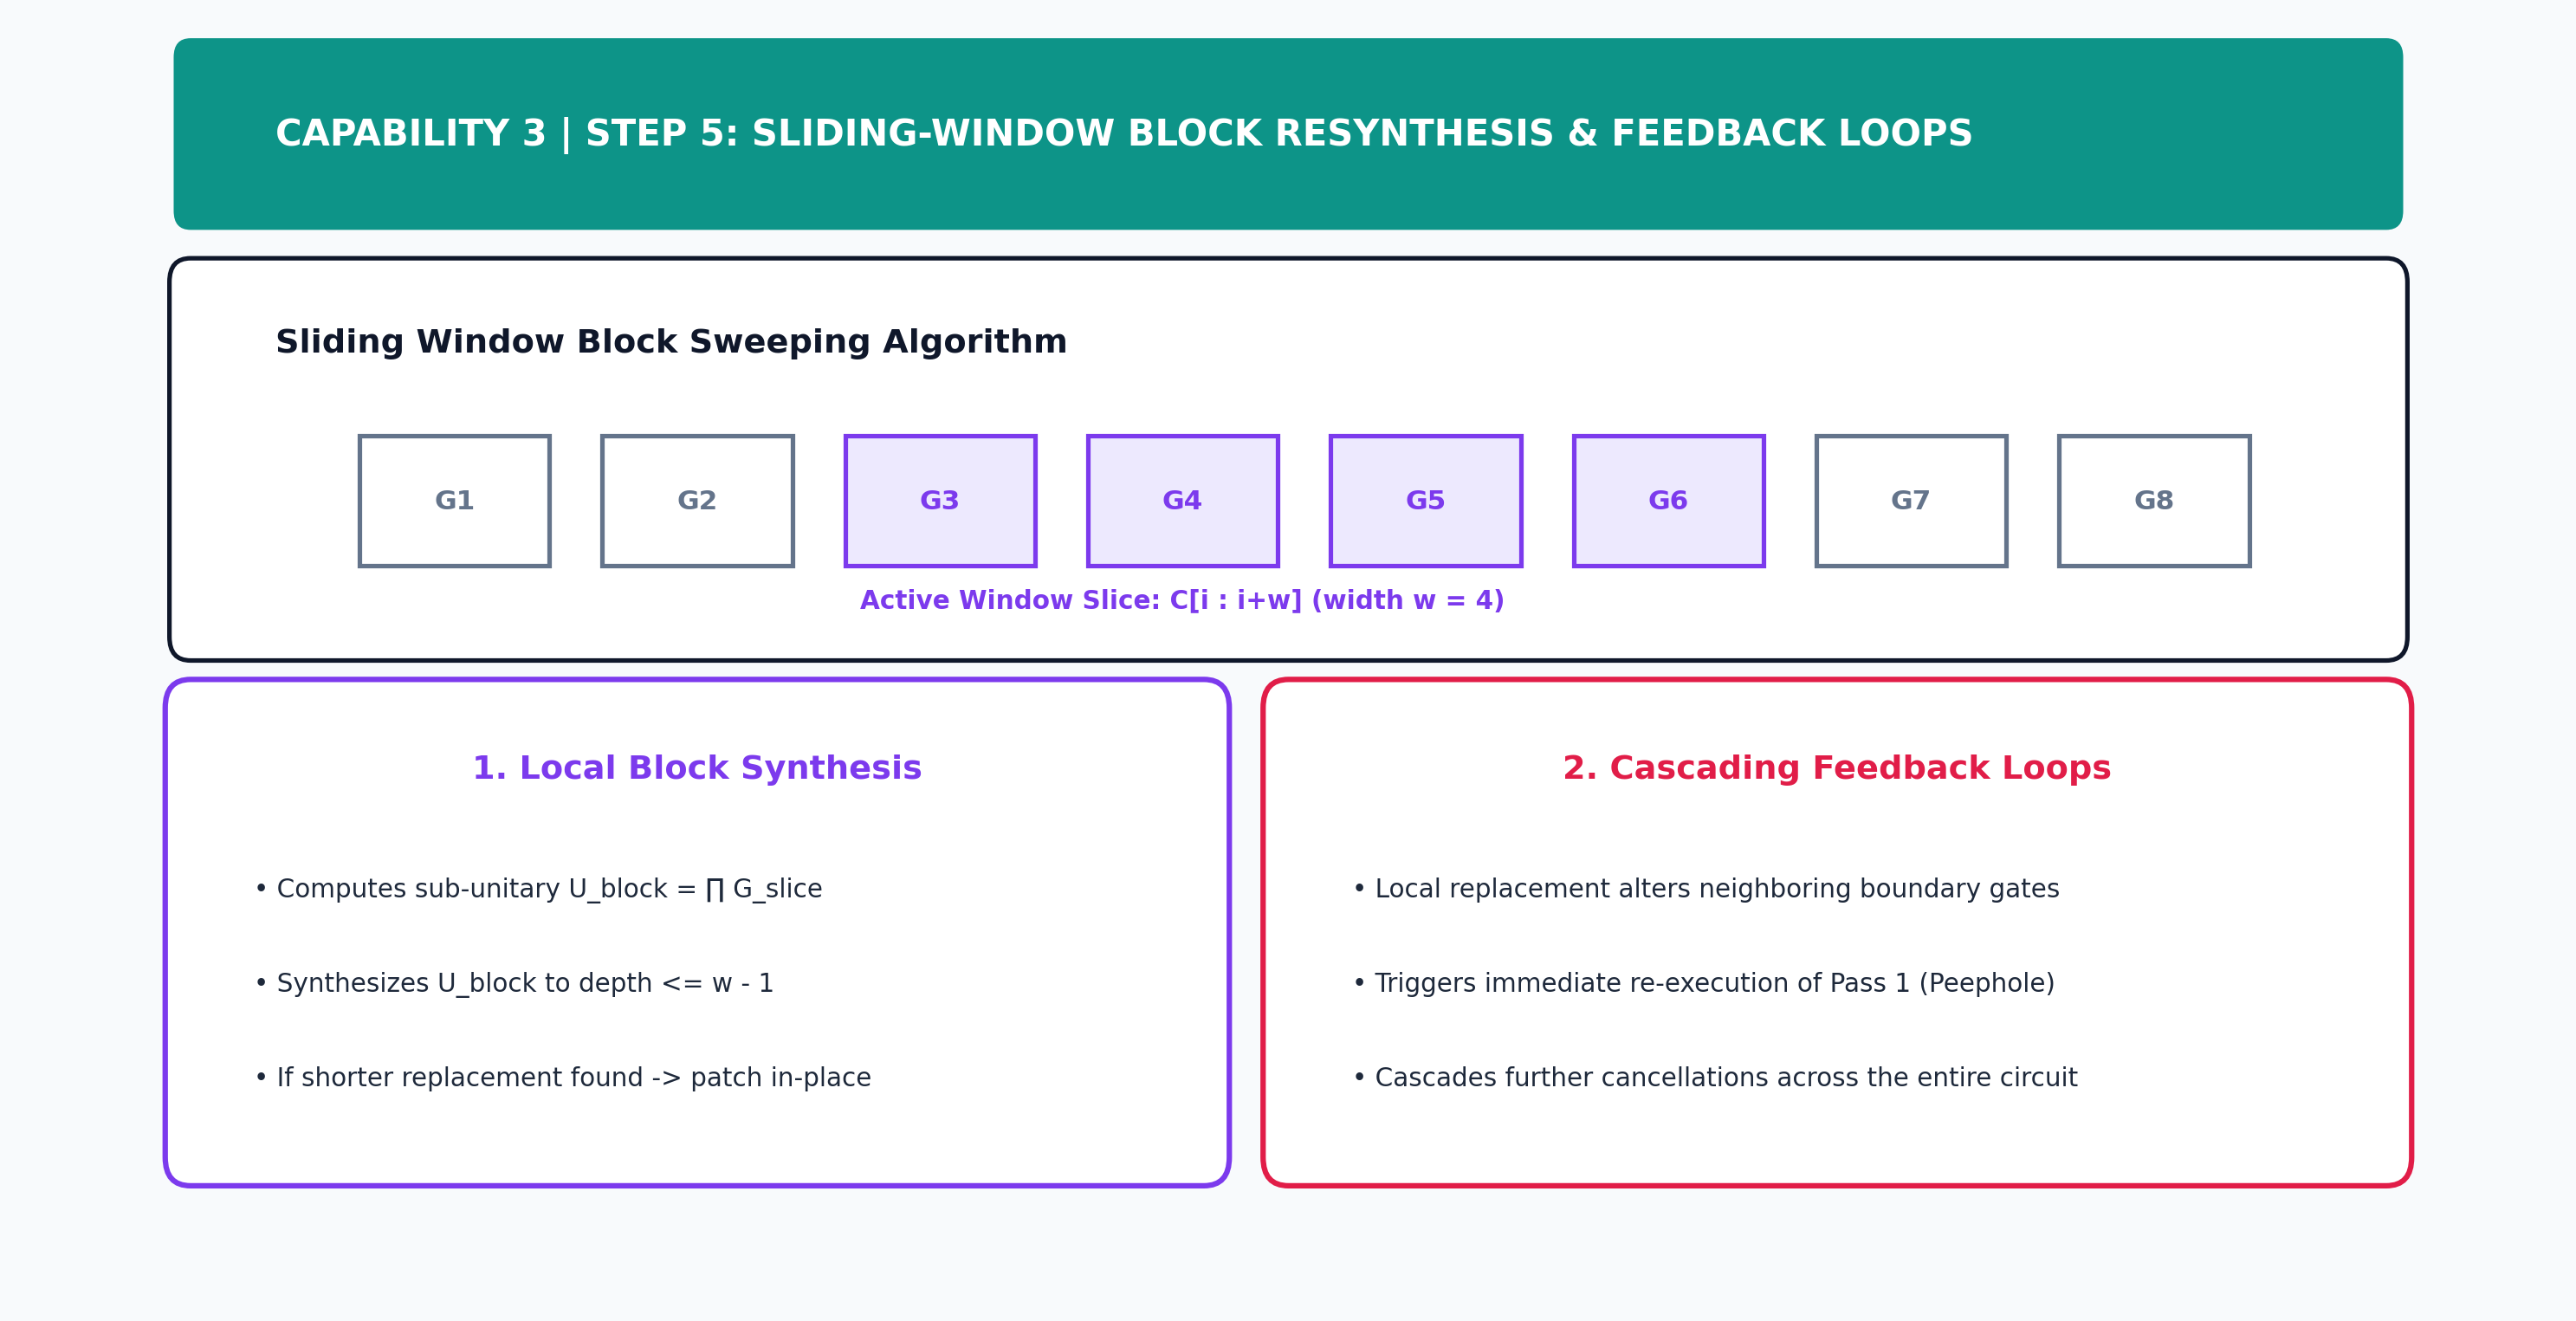 CAPABILITY 3 | STEP 5: SLIDING-WINDOW BLOCK RESYNTHESIS & FEEDBACK LOOPS
Sliding Window Block Sweeping Algorithm
G1 G2 G3 G4 G5 G6 G7 G8
Active Window Slice: C[i : i+w] (width w = 4)
1. Local Block Synthesis
• Computes sub-unitary U_block = ∏ G_slice
• Synthesizes U_block to depth <= w - 1
• If shorter replacement found -> patch in-place
2. Cascading Feedback Loops
• Local replacement alters neighboring boundary gates
• Triggers immediate re-execution of Pass 1 (Peephole)
• Cascades further cancellations across the entire circuit